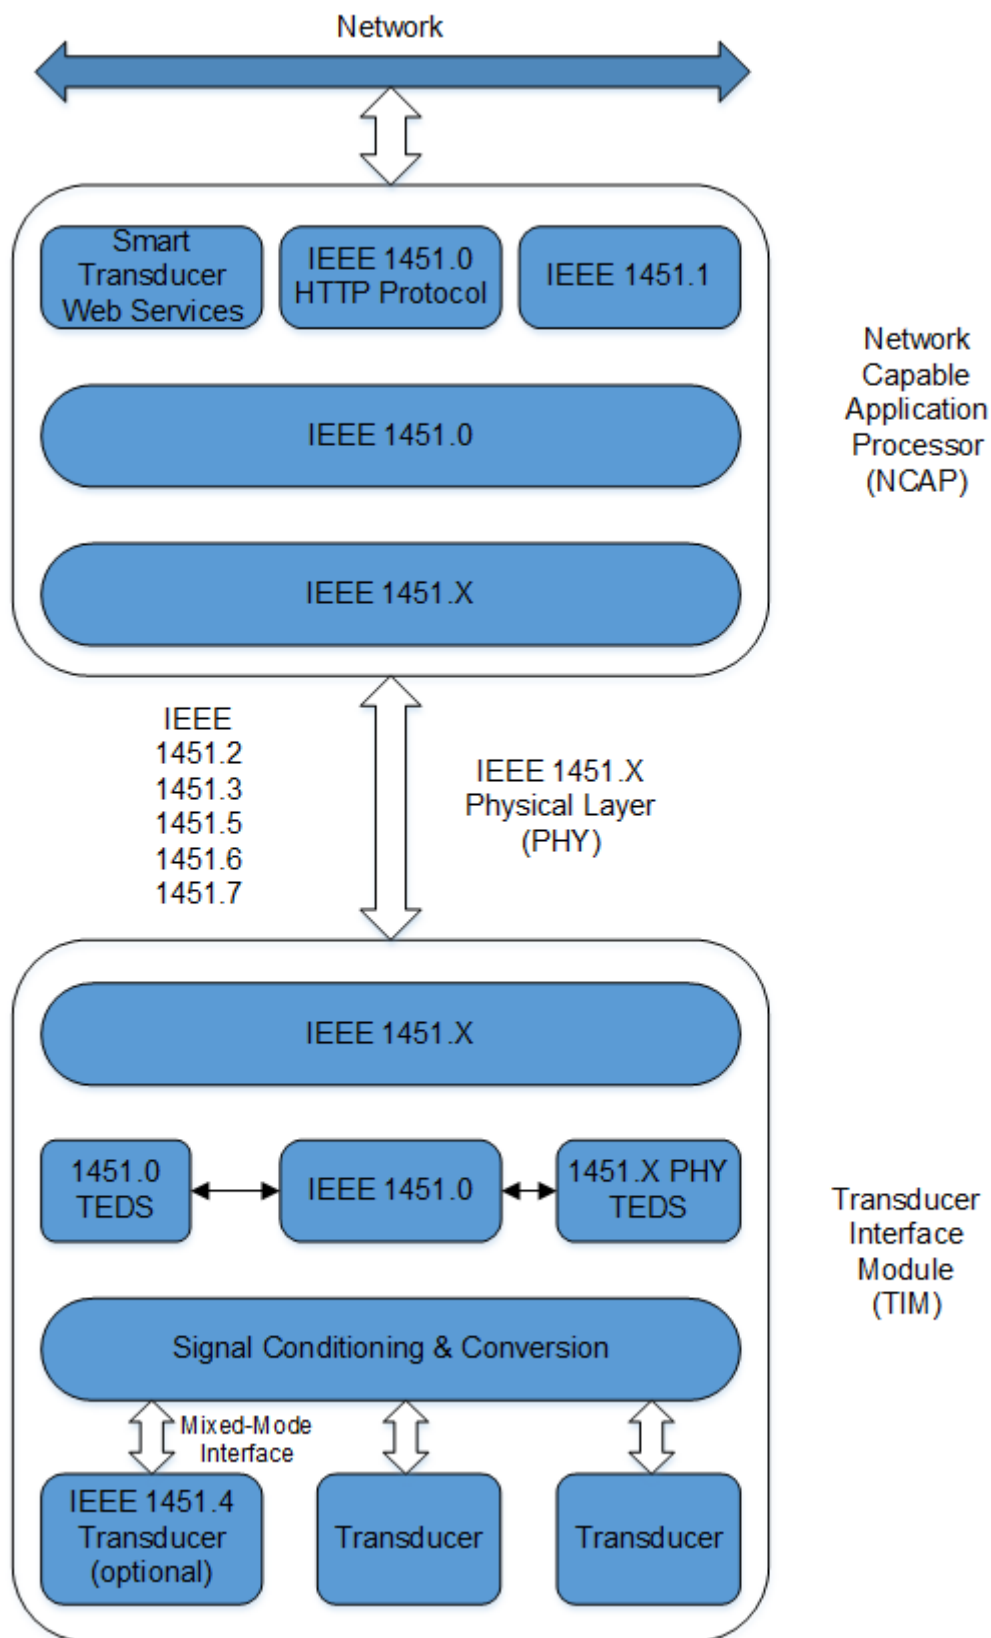 Network
Smart
Transducer
Web Services
IEEE 1451.0
HTTP Protocol
IEEE 1451.1
IEEE 1451.0
IEEE 1451.X
Network
Capable
Application
Processor
(NCAP)
IEEE
1451.2
1451.3
1451.5
1451.6
1451.7
IEEE 1451.X
Physical Layer
(PHY)
IEEE 1451.X
1451.0
TEDS
IEEE 1451.0
1451.X PHY
TEDS
Transducer
Interface
Module
(TIM)
Signal Conditioning & Conversion
Mixed-Mode
Interface
IEEE 1451.4
Transducer
(optional)
Transducer
Transducer